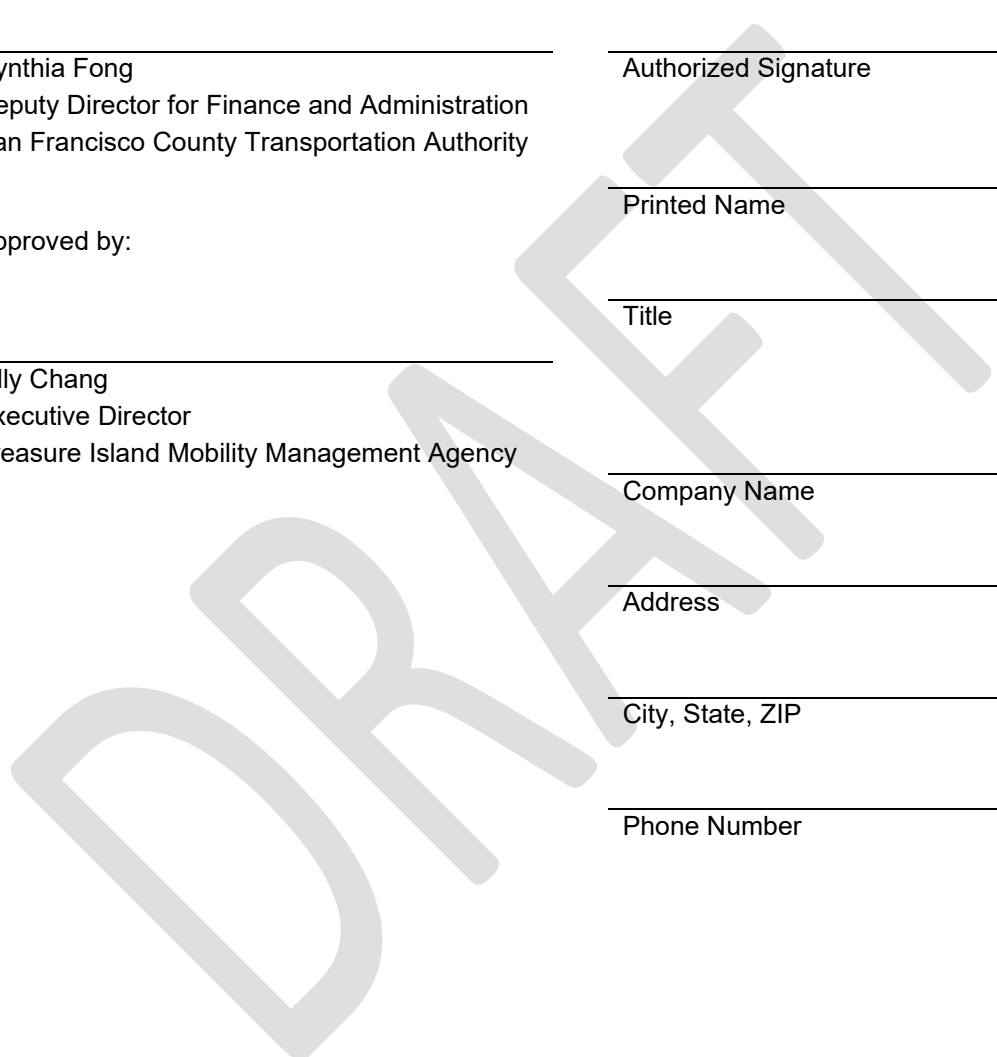 ynthia Fong
eputy Director for Finance and Administration
an Francisco County Transportation Authority
pproved by:
lly Chang
xecutive Director
easure Island Mobility Management Agency
Authorized Signature
Printed Name
Title
Company Name
Address
City, State, ZIP
Phone Number
DRAFT